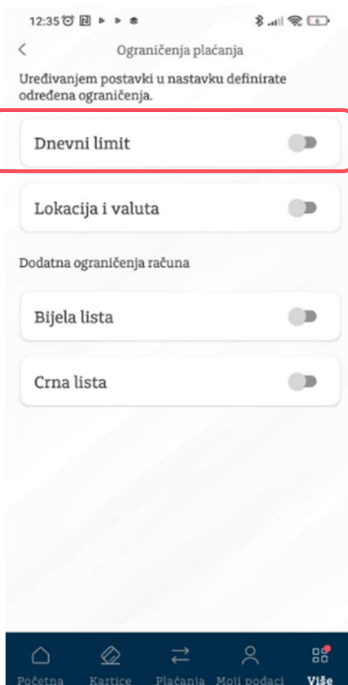 12:35
Ograničenja plaćanja
Uređivanjem postavki u nastavku definirate
određena ograničenja.
Dnevni limit
Lokacija i valuta
Dodatna ograničenja računa
Bijela lista
Crna lista
Početna Kartice Plaćanja Moji podaci Više